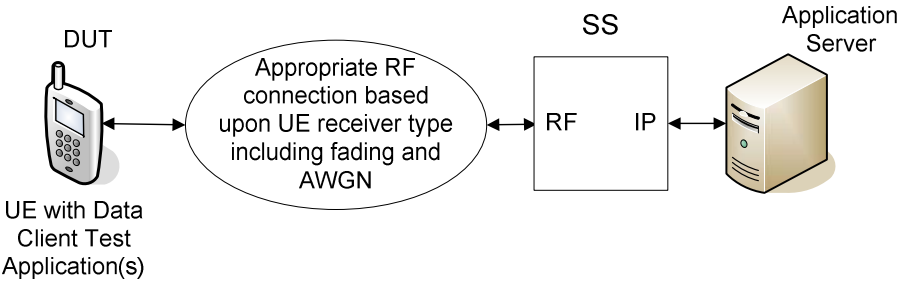 DUT
UE with Data
Client Test
Application(s)
Appropriate RF
connection based
upon UE receiver type
including fading and
AWGN
SS
RF
IP
Application
Server